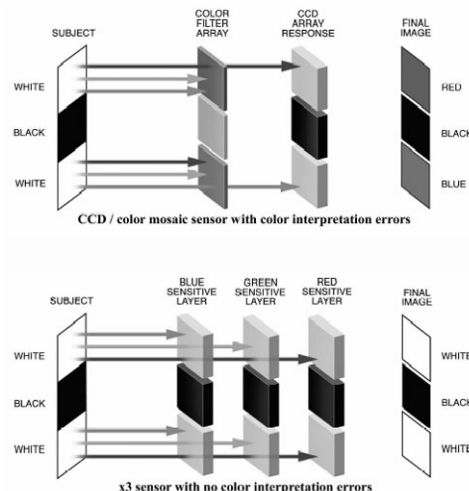 SUBJECT
COLOR
FILTER
ARRAY
CCD
ARRAY
RESPONSE
FINAL
IMAGE
WHITE
RED
BLACK
BLACK
WHITE
BLUE
CCD / color mosaic sensor with color interpretation errors
SUBJECT
BLUE
SENSITIVE
LAYER
GREEN
SENSITIVE
LAYER
RED
SENSITIVE
LAYER
FINAL
IMAGE
WHITE
WHITE
BLACK
BLACK
WHITE
WHITE
x3 sensor with no color interpretation errors